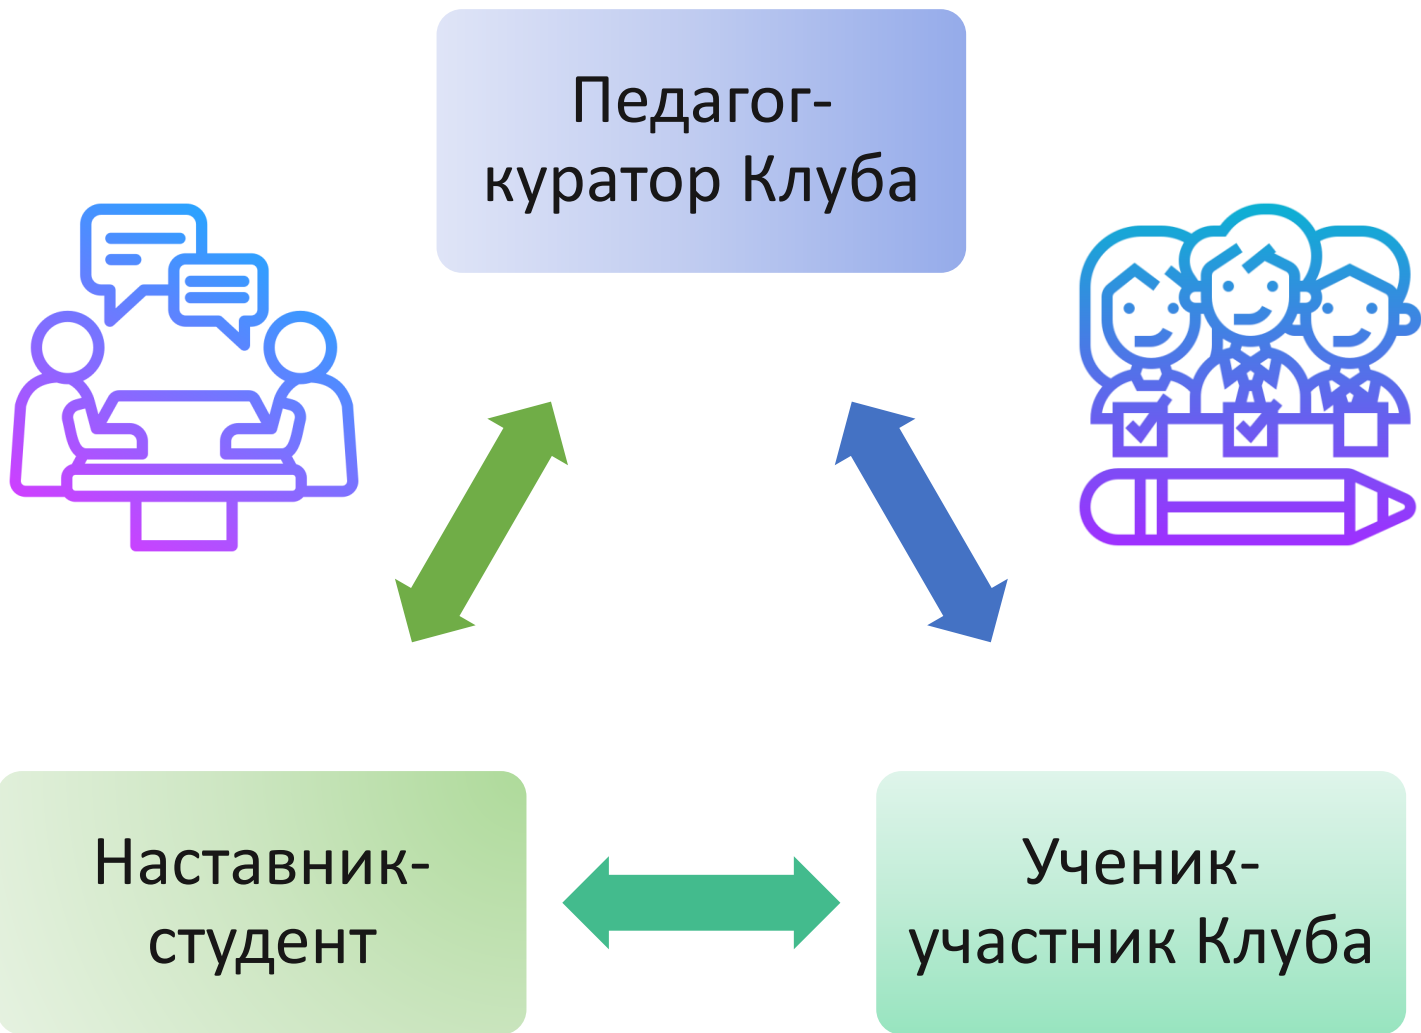 Педагог-
куратор Клуба
Наставник-
студент
Ученик-
участник Клуба